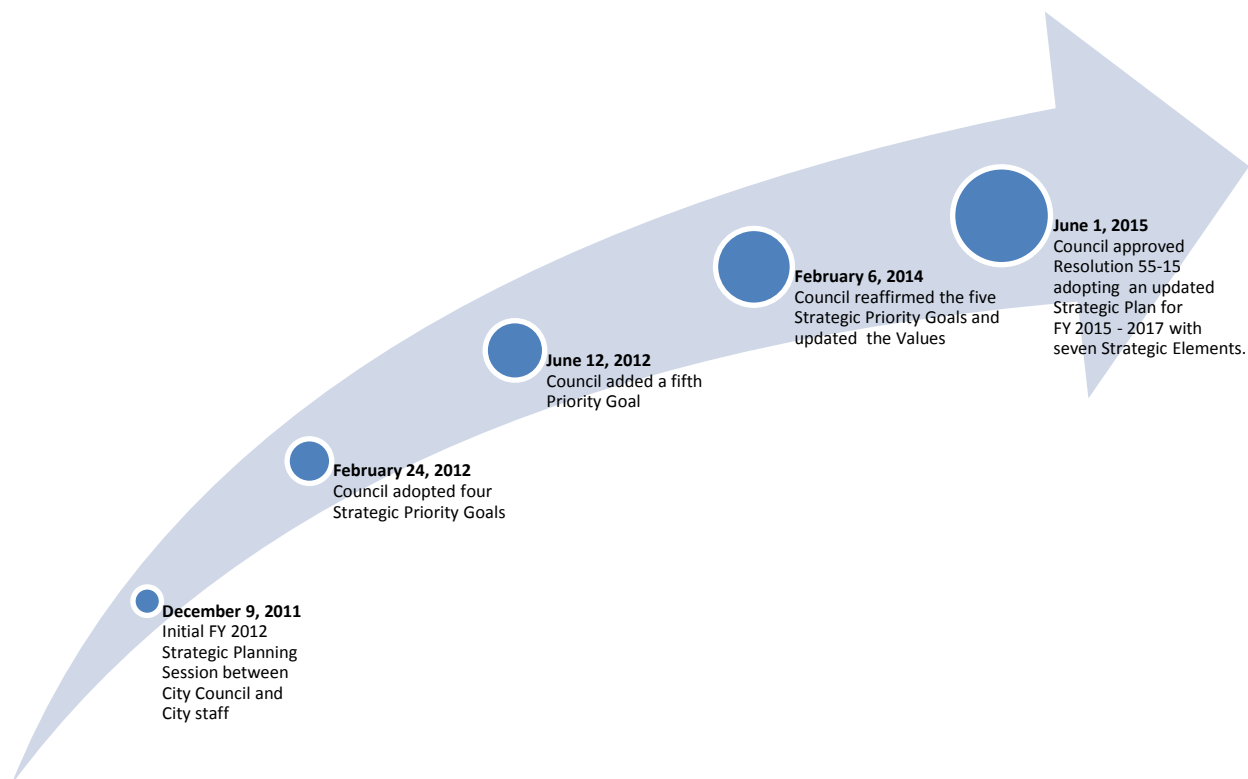 December 9, 2011
Initial FY 2012
Strategic Planning
Session between
City Council and
City staff
February 24, 2012
Council adopted four
Strategic Priority Goals
June 12, 2012
Council added a fifth
Priority Goal
February 6, 2014
Council reaffirmed the five
Strategic Priority Goals and
updated  the Values
June 1, 2015
Council approved
Resolution 55-15
adopting  an updated
Strategic Plan for
FY 2015 - 2017 with
seven Strategic Elements.